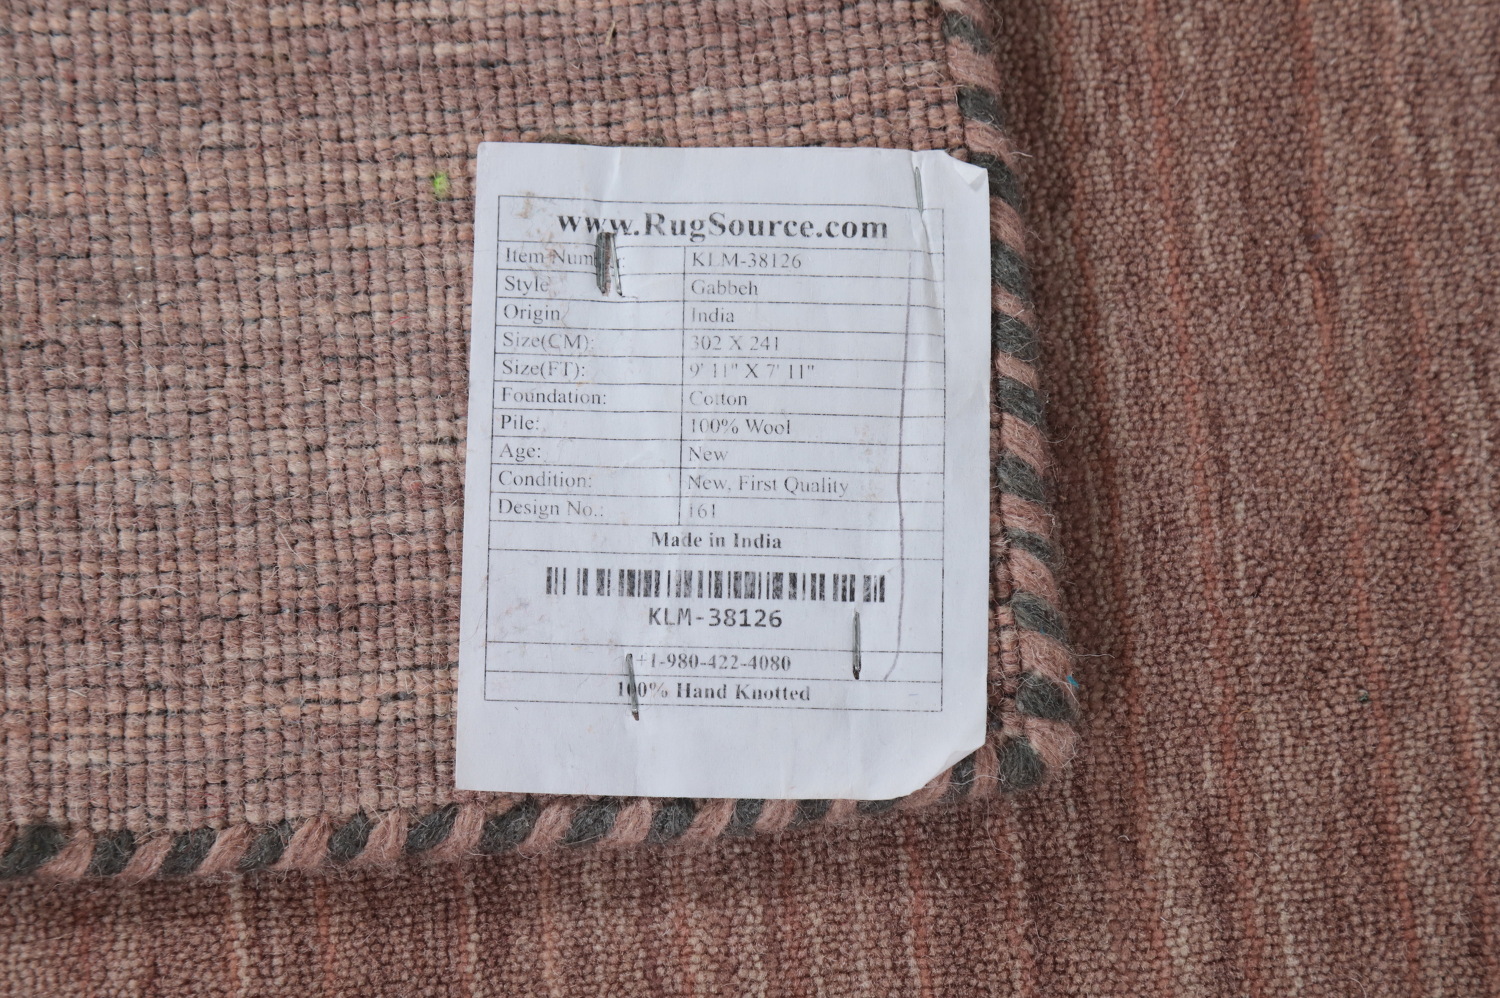 www.RugSource.com
Item Number: KLM-38126
Style Gabbeh
Origin India
Size(CM): 302 X 241
Size(FT): 9' 11" X 7' 11"
Foundation: Cotton
Pile: 100% Wool
Age: New
Condition: New, First Quality
Design No.: 161
Made in India
KLM-38126
+1-980-422-4080
100% Hand Knotted